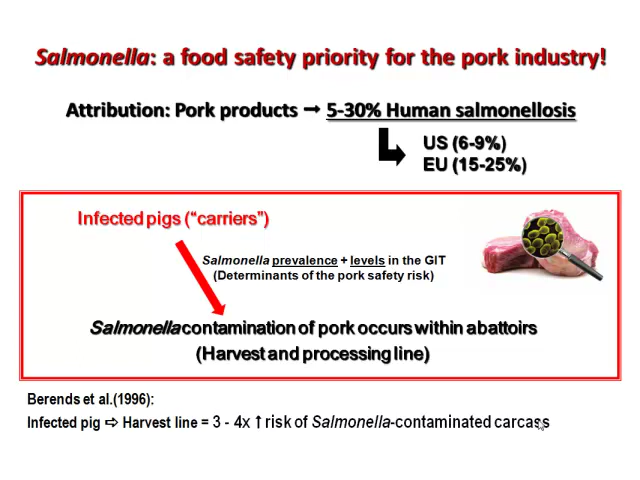 Salmonella: a food safety priority for the pork industry!
Attribution: Pork products ➞ 5-30% Human salmonellosis
US (6-9%)
EU (15-25%)
Infected pigs (“carriers”)
Salmonella prevalence + levels in the GIT
(Determinants of the pork safety risk)
Salmonella contamination of pork occurs within abattoirs
(Harvest and processing line)
Berends et al.(1996):
Infected pig ⇨ Harvest line = 3 - 4x ↑ risk of Salmonella-contaminated carcass